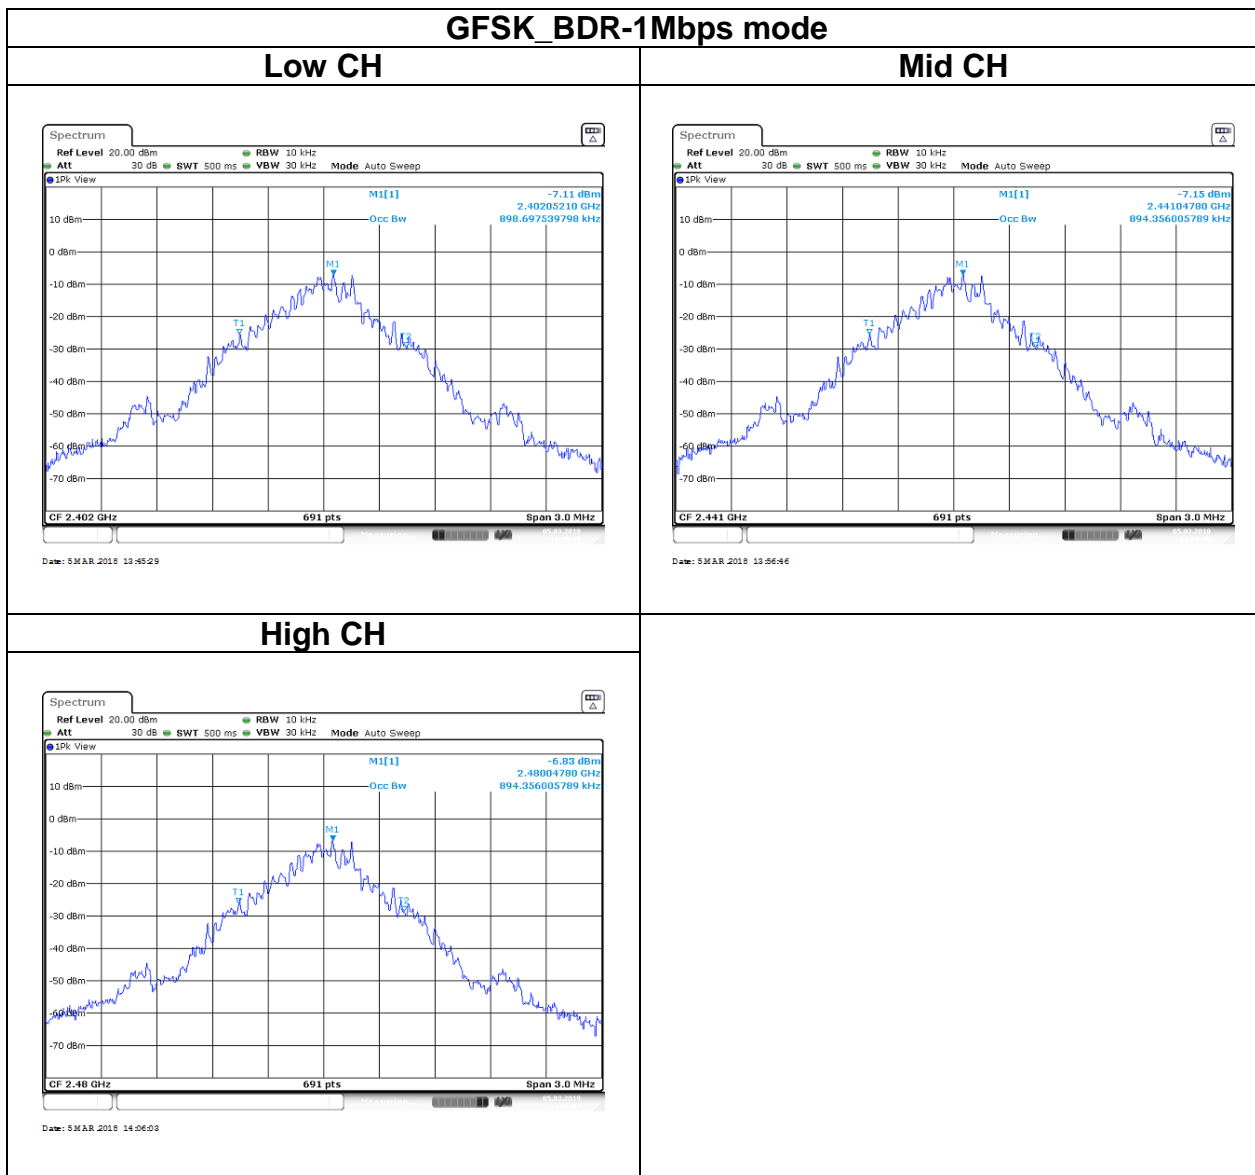 GFSK_BDR-1Mbps mode
Low CH
Mid CH
Spectrum
Ref Level 20.00 dBm RBW 10 kHz
Att 30 dB SWT 500 ms VBW 30 kHz Mode Auto Sweep
1Pk View
M1[1] -7.11 dBm
2.40205210 GHz
Occ Bw 898.697539798 kHz
10 dBm
0 dBm
M1
-10 dBm
-20 dBm
T1
T2
-30 dBm
-40 dBm
-50 dBm
-60 dBm
-70 dBm
CF 2.402 GHz 691 pts Span 3.0 MHz
Date: 5.MAR.2018 13:45:29
Spectrum
Ref Level 20.00 dBm RBW 10 kHz
Att 30 dB SWT 500 ms VBW 30 kHz Mode Auto Sweep
1Pk View
M1[1] -7.15 dBm
2.44104780 GHz
Occ Bw 894.356005789 kHz
10 dBm
0 dBm
M1
-10 dBm
-20 dBm
T1
T2
-30 dBm
-40 dBm
-50 dBm
-60 dBm
-70 dBm
CF 2.441 GHz 691 pts Span 3.0 MHz
Date: 5.MAR.2018 13:56:46
High CH
Spectrum
Ref Level 20.00 dBm RBW 10 kHz
Att 30 dB SWT 500 ms VBW 30 kHz Mode Auto Sweep
1Pk View
M1[1] -6.83 dBm
2.48004780 GHz
Occ Bw 894.356005789 kHz
10 dBm
0 dBm
M1
-10 dBm
-20 dBm
T1
T2
-30 dBm
-40 dBm
-50 dBm
-60 dBm
-70 dBm
CF 2.48 GHz 691 pts Span 3.0 MHz
Date: 5.MAR.2018 14:06:03